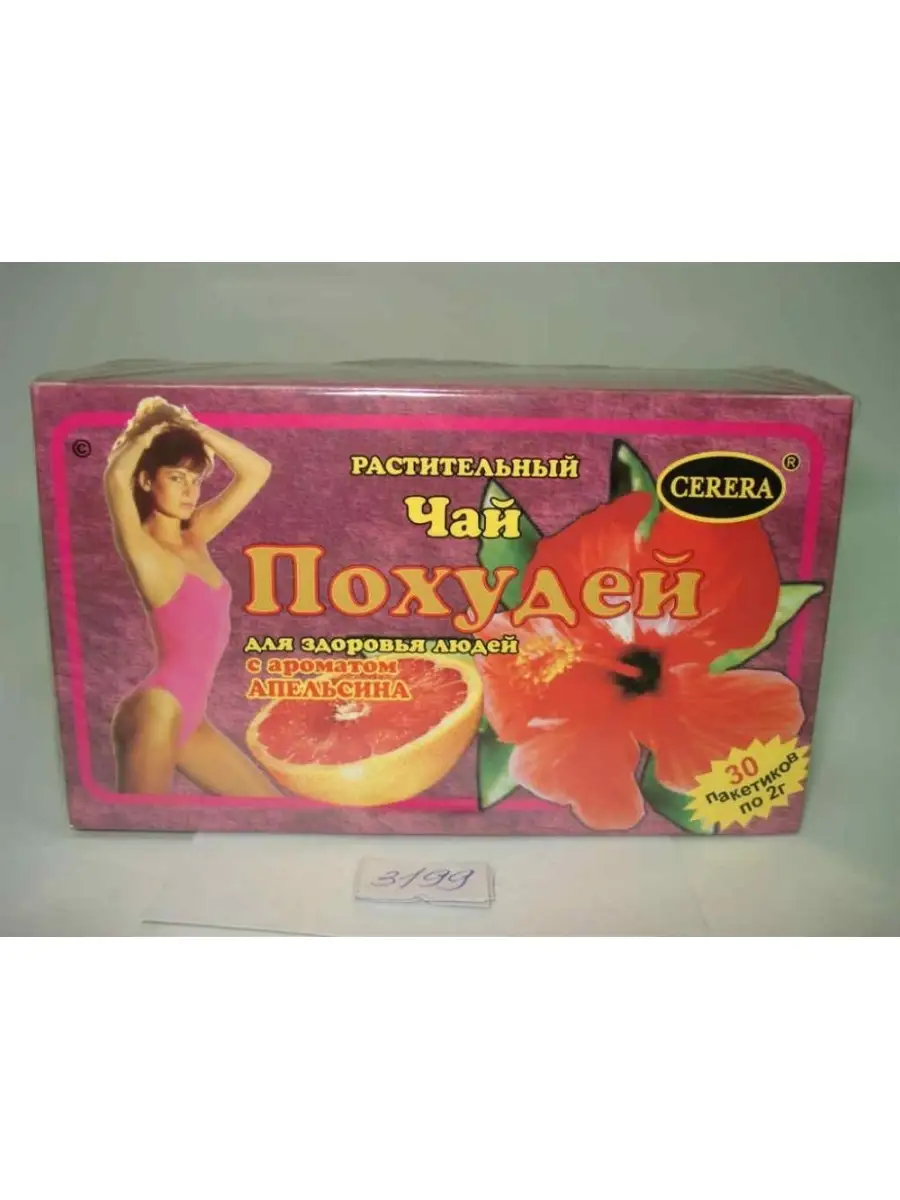 ©
РАСТИТЕЛЬНЫЙ
CERERA ®
Чай
Похудей
для здоровья людей
с ароматом
АПЕЛЬСИНА
30
пакетиков
по 2г
3199